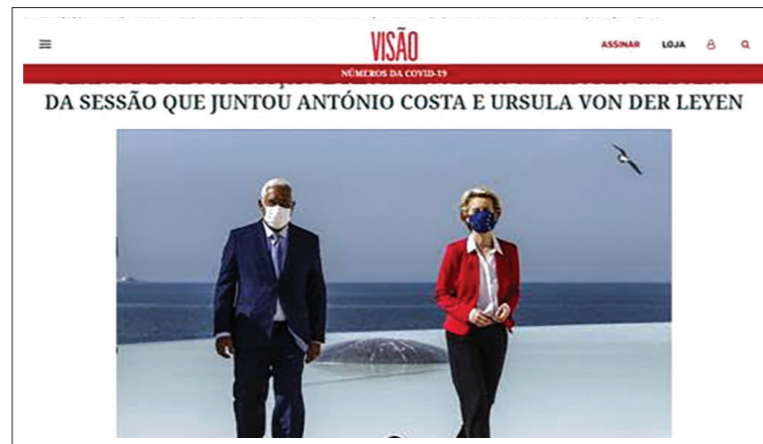 VISÃO
ASSINAR LOJA
NÚMEROS DA COVID-19
DA SESSÃO QUE JUNTOU ANTÓNIO COSTA E URSULA VON DER LEYEN